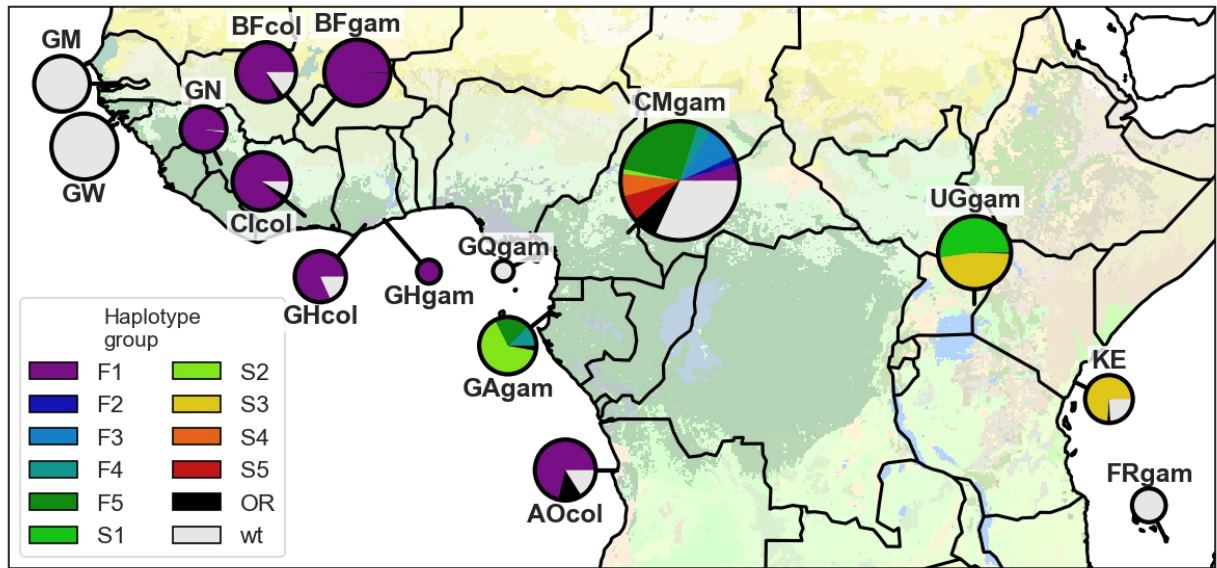 GM
BFcol
BFgam
GN
CMgam
GW
CIcol
UGgam
GQgam
GHcol
GHgam
Haplotype
group
F1
S2
F2
S3
F3
S4
F4
S5
F5
OR
S1
wt
GAgam
KE
AOcol
FRgam